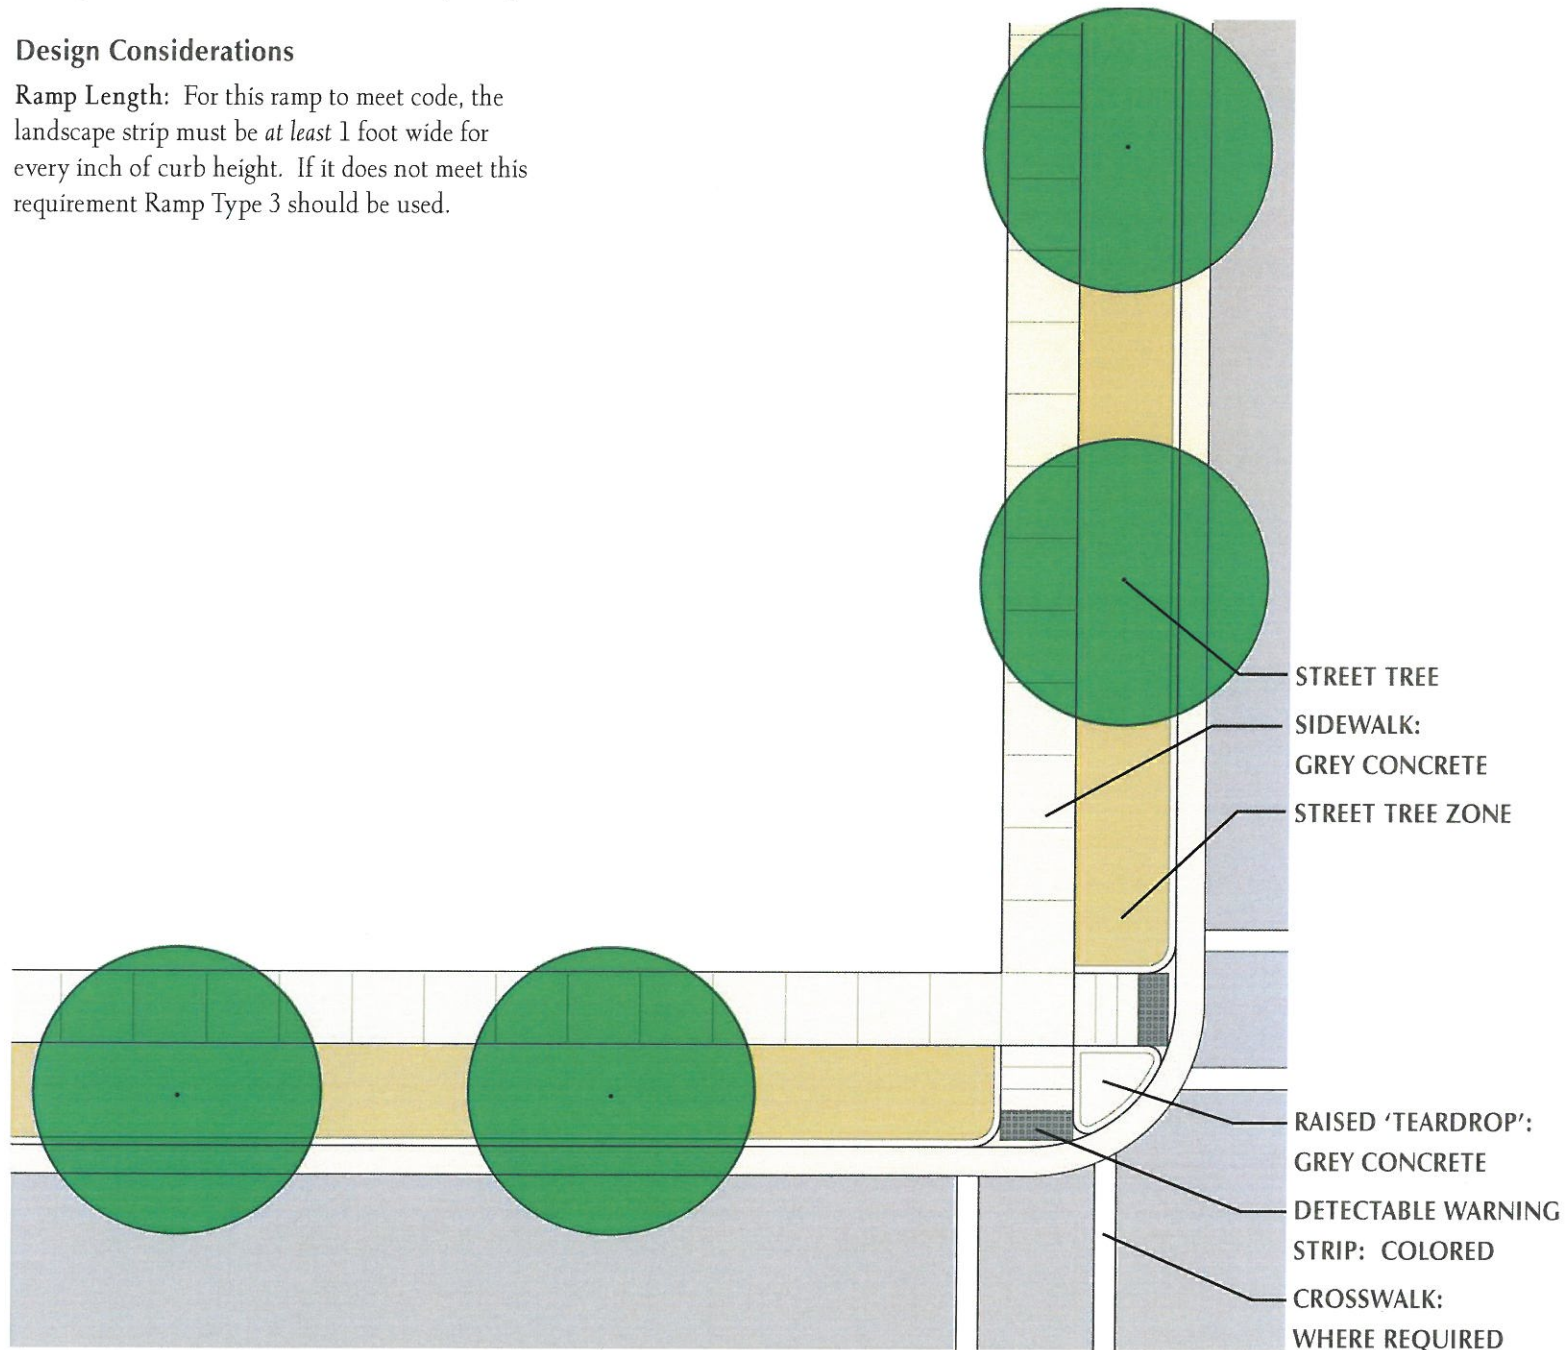 Design Considerations
Ramp Length: For this ramp to meet code, the
landscape strip must be at least 1 foot wide for
every inch of curb height. If it does not meet this
requirement Ramp Type 3 should be used.
STREET TREE
SIDEWALK:
GREY CONCRETE
STREET TREE ZONE
RAISED ‘TEARDROP’:
GREY CONCRETE
DETECTABLE WARNING
STRIP: COLORED
CROSSWALK:
WHERE REQUIRED